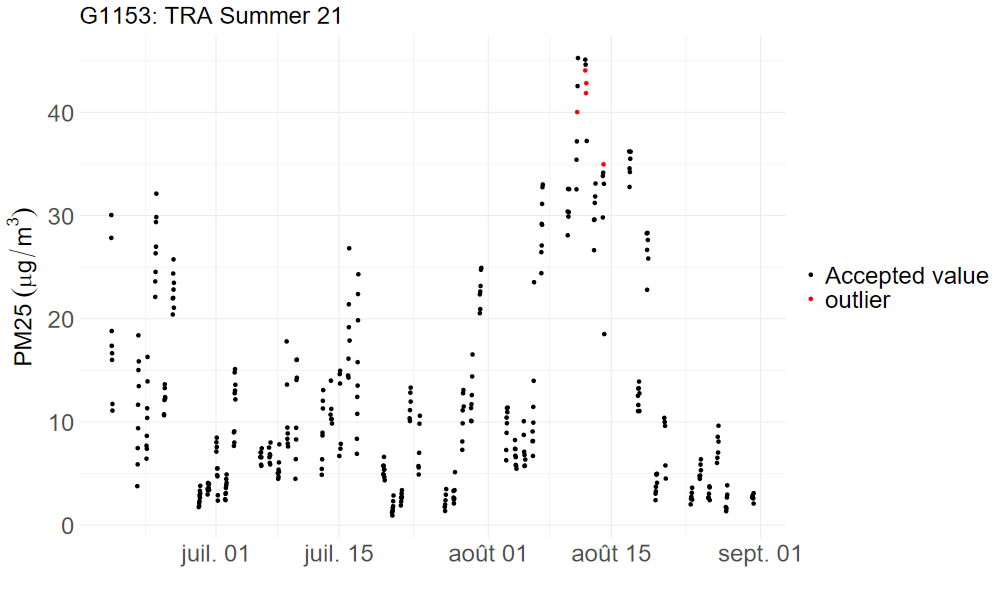 G1153: TRA Summer 21
PM25 (μg/m³)
40
30
20
10
0
juil. 01
juil. 15
août 01
août 15
sept. 01
Accepted value
outlier